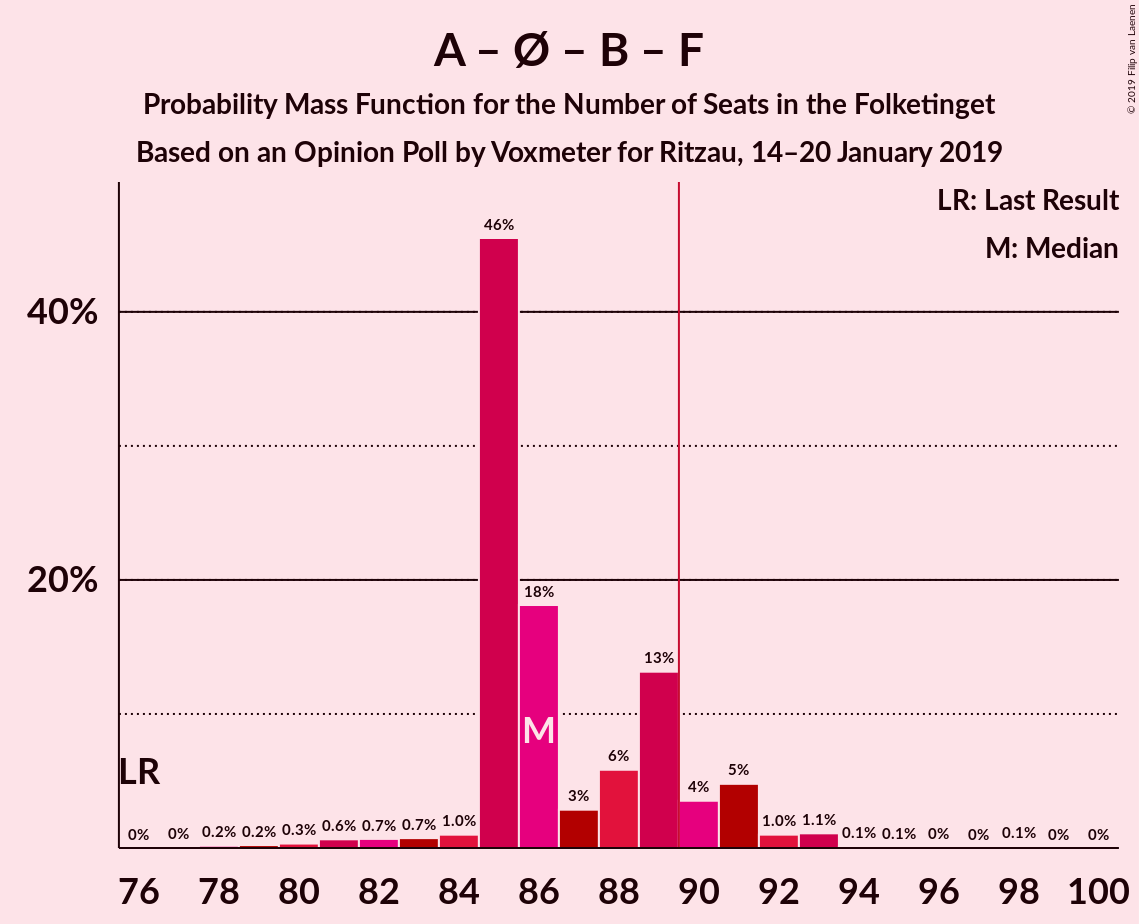 A – Ø – B – F
Probability Mass Function for the Number of Seats in the Folketinget
Based on an Opinion Poll by Voxmeter for Ritzau, 14–20 January 2019
© 2019 Filip van Laenen
LR: Last Result
M: Median
40%
20%
46%
18%
M
13%
6%
5%
4%
3%
LR
0% 0% 0.2% 0.2% 0.3% 0.6% 0.7% 0.7% 1.0% 1.0% 1.1% 0.1% 0.1% 0% 0% 0.1% 0% 0%
76 78 80 82 84 86 88 90 92 94 96 98 100